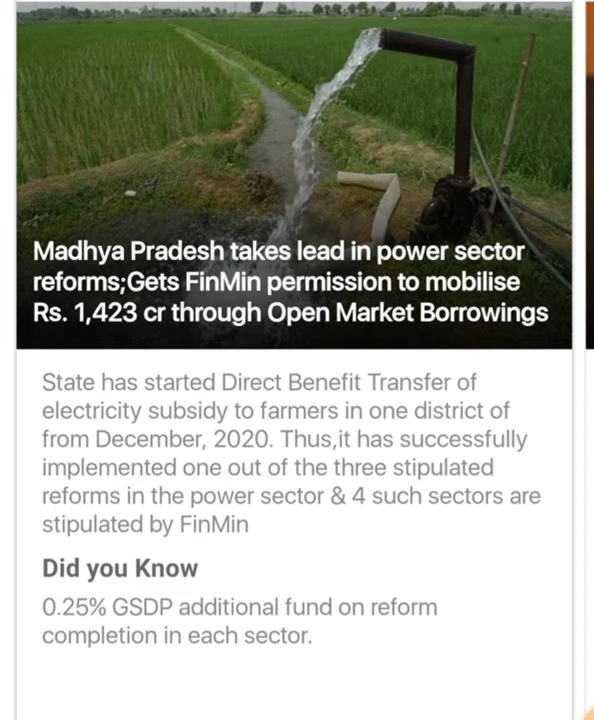 Madhya Pradesh takes lead in power sector
reforms;Gets FinMin permission to mobilise
Rs. 1,423 cr through Open Market Borrowings
State has started Direct Benefit Transfer of
electricity subsidy to farmers in one district of
from December, 2020. Thus,it has successfully
implemented one out of the three stipulated
reforms in the power sector & 4 such sectors are
stipulated by FinMin
Did you Know
0.25% GSDP additional fund on reform
completion in each sector.